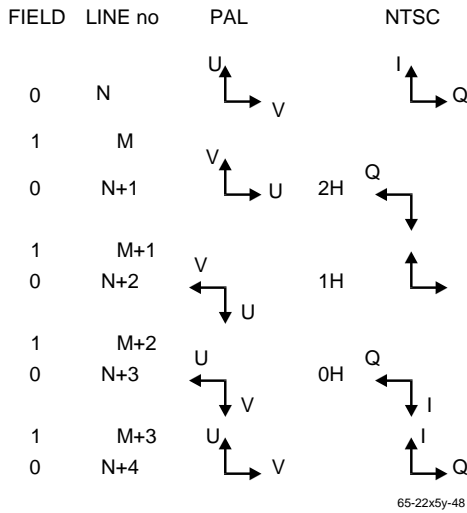 FIELD LINE no PAL NTSC
U I
0 N V Q
1 M
V Q
0 N+1 U 2H
1 M+1
V
0 N+2 1H
U
1 M+2
U Q
0 N+3 0H
V I
1 M+3 U I
0 N+4 V Q
65-22x5y-48